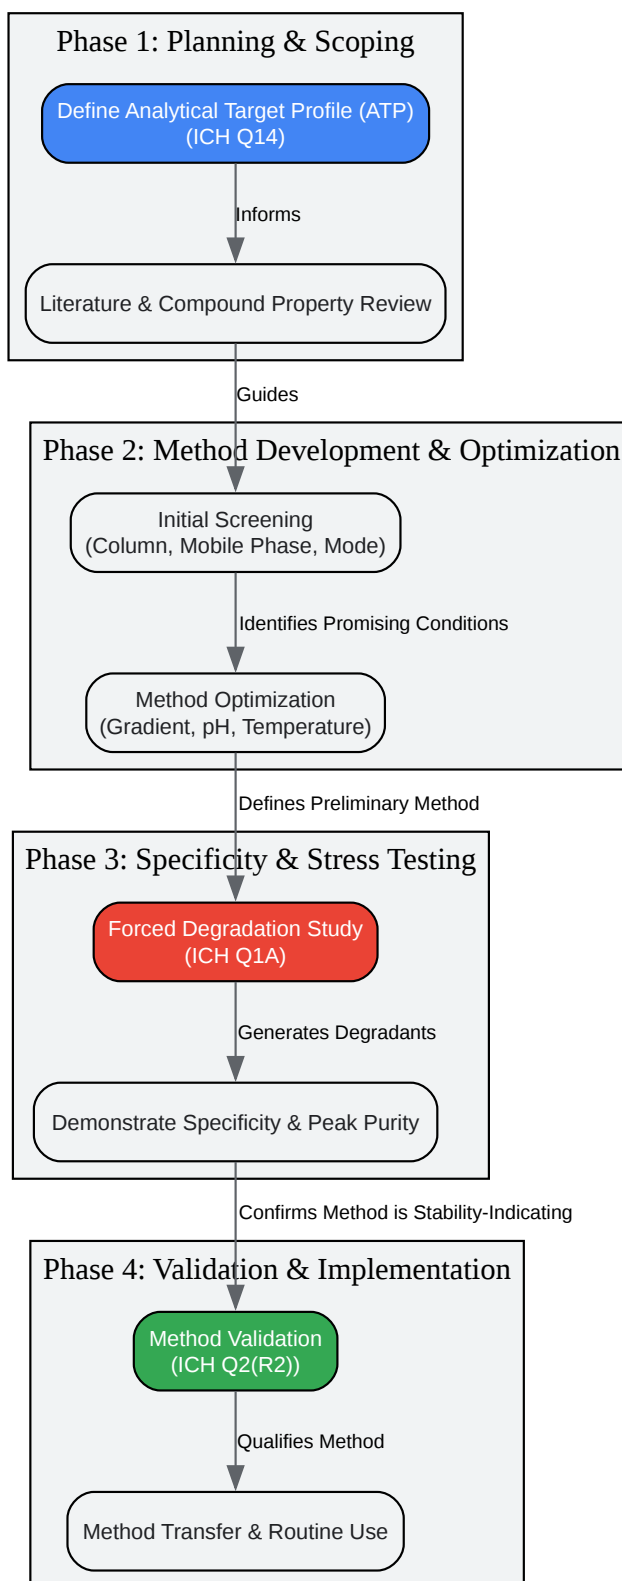 Phase 1: Planning & Scoping
Define Analytical Target Profile (ATP)
(ICH Q14)
Informs
Literature & Compound Property Review
Guides
Phase 2: Method Development & Optimization
Initial Screening
(Column, Mobile Phase, Mode)
Identifies Promising Conditions
Method Optimization
(Gradient, pH, Temperature)
Defines Preliminary Method
Phase 3: Specificity & Stress Testing
Forced Degradation Study
(ICH Q1A)
Generates Degradants
Demonstrate Specificity & Peak Purity
Confirms Method is Stability-Indicating
Phase 4: Validation & Implementation
Method Validation
(ICH Q2(R2))
Qualifies Method
Method Transfer & Routine Use